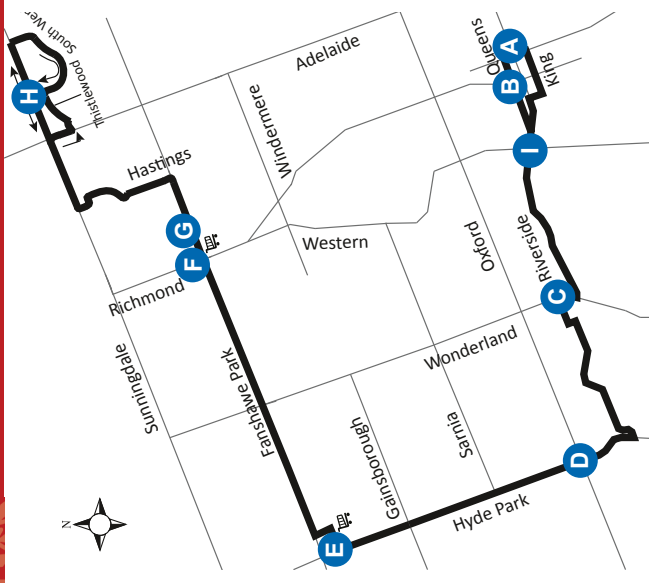 South Wen
H
Thistlewood
Adelaide
Queens
A
B
King
Windermere
Hastings
I
G
F
Western
Richmond
Oxford
Riverside
C
Sunningdale
Fanshawe Park
Wonderland
Gainsborough
Sarnia
D
Hyde Park
N
E